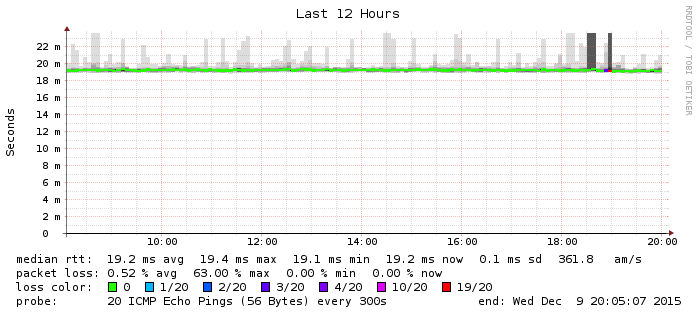 Last 12 Hours
RRDTOOL / TOBI OETIKER
Seconds
22 m
20 m
18 m
16 m
14 m
12 m
10 m
8 m
6 m
4 m
2 m
0
10:00 12:00 14:00 16:00 18:00 20:00
median rtt: 19.2 ms avg 19.4 ms max 19.1 ms min 19.2 ms now 0.1 ms sd 361.8 am/s
packet loss: 0.52 % avg 63.00 % max 0.00 % min 0.00 % now
loss color: 0 1/20 2/20 3/20 4/20 10/20 19/20
probe: 20 ICMP Echo Pings (56 Bytes) every 300s end: Wed Dec 9 20:05:07 2015